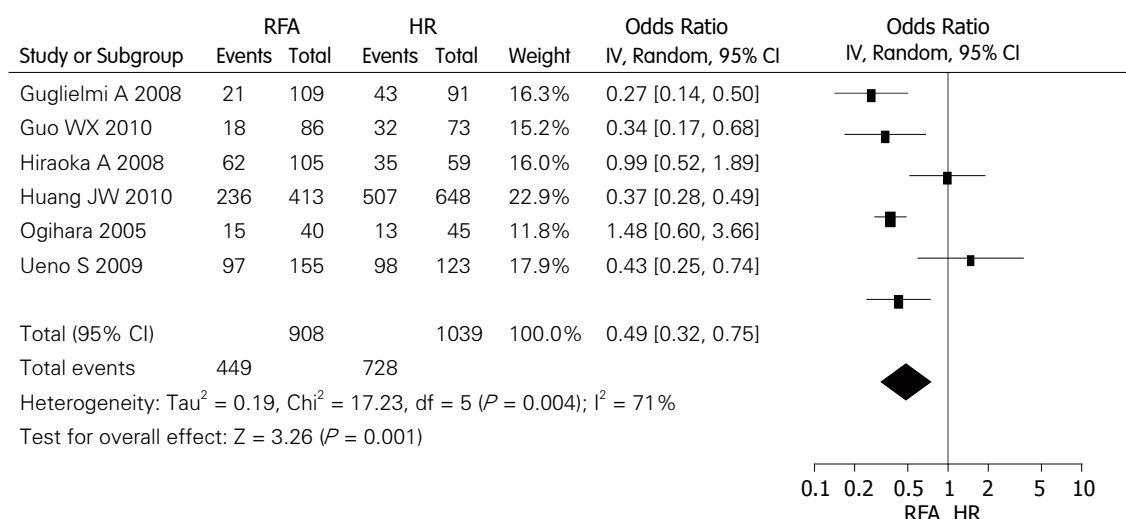 RFA HR Odds Ratio Odds Ratio
Study or Subgroup Events Total Events Total Weight IV, Random, 95% CI IV, Random, 95% CI
Guglielmi A 2008 21 109 43 91 16.3% 0.27 [0.14, 0.50]
Guo WX 2010 18 86 32 73 15.2% 0.34 [0.17, 0.68]
Hiraoka A 2008 62 105 35 59 16.0% 0.99 [0.52, 1.89]
Huang JW 2010 236 413 507 648 22.9% 0.37 [0.28, 0.49]
Ogihara 2005 15 40 13 45 11.8% 1.48 [0.60, 3.66]
Ueno S 2009 97 155 98 123 17.9% 0.43 [0.25, 0.74]
Total (95% CI) 908 1039 100.0% 0.49 [0.32, 0.75]
Total events 449 728
Heterogeneity: Tau² = 0.19, Chi² = 17.23, df = 5 (P = 0.004); I² = 71%
Test for overall effect: Z = 3.26 (P = 0.001)
0.1 0.2 0.5 1 2 5 10
RFA HR